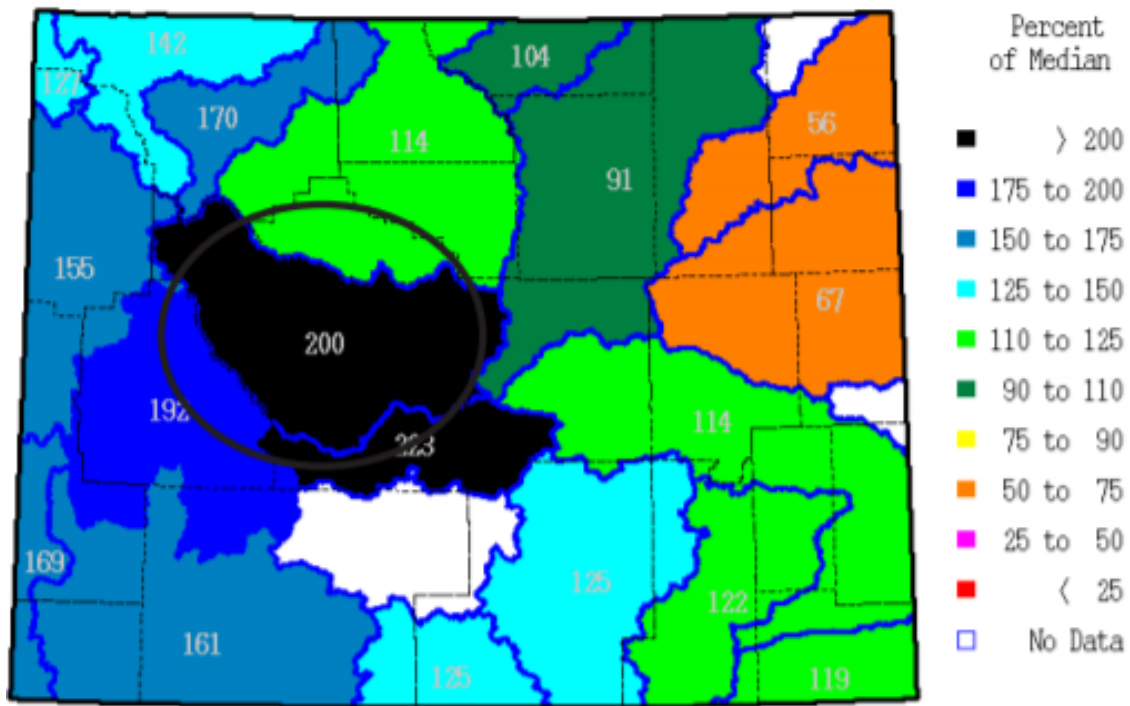 142
104
127
170
56
114
91
155
67
200
192
114
223
169
125
122
161
125
119
Percent
of Median
> 200
175 to 200
150 to 175
125 to 150
110 to 125
90 to 110
75 to 90
50 to 75
25 to 50
< 25
No Data